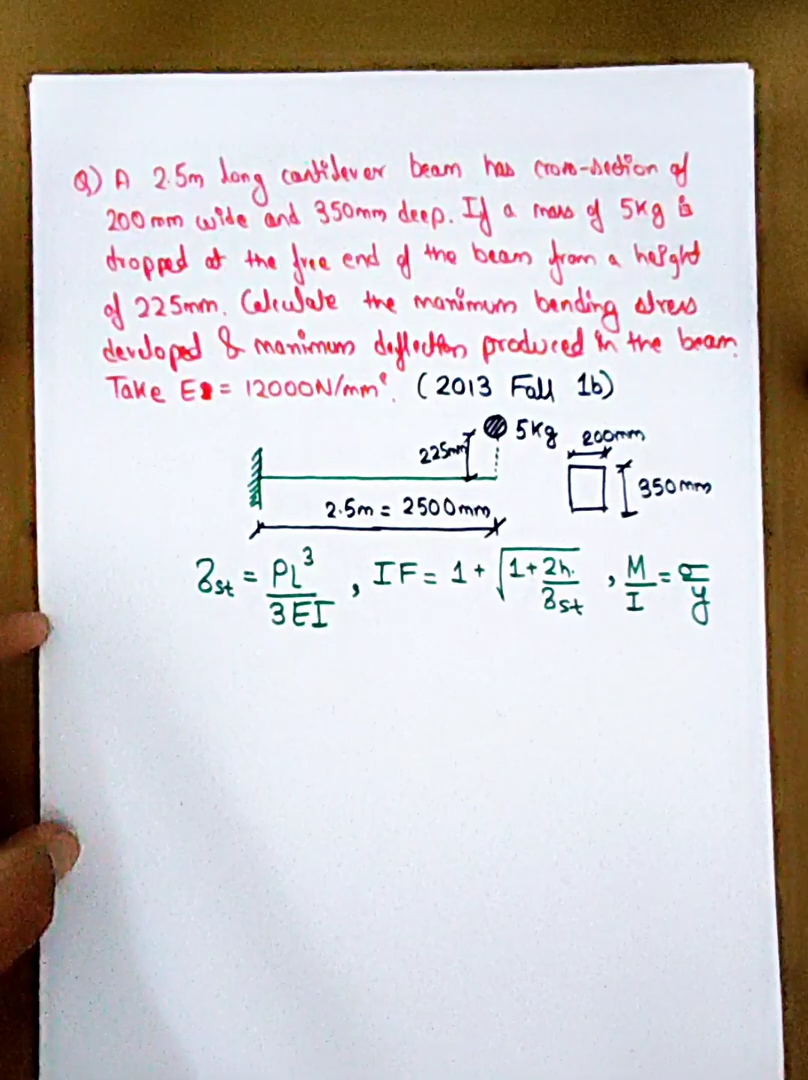 Q) A 2.5m long cantilever beam has cross-section of
200mm wide and 350mm deep. If a mass of 5kg is
dropped at the free end of the beam from a height
of 225mm. Calculate the maximum bending stress
developed & maximum deflection produced in the beam.
Take E = 12000N/mm². (2013 Fall 1b)
225mm 5kg 200mm
350mm
2.5m = 2500mm
δst = PL³/3EI , IF = 1 + √(1+2h/δst) , M/I = σ/y